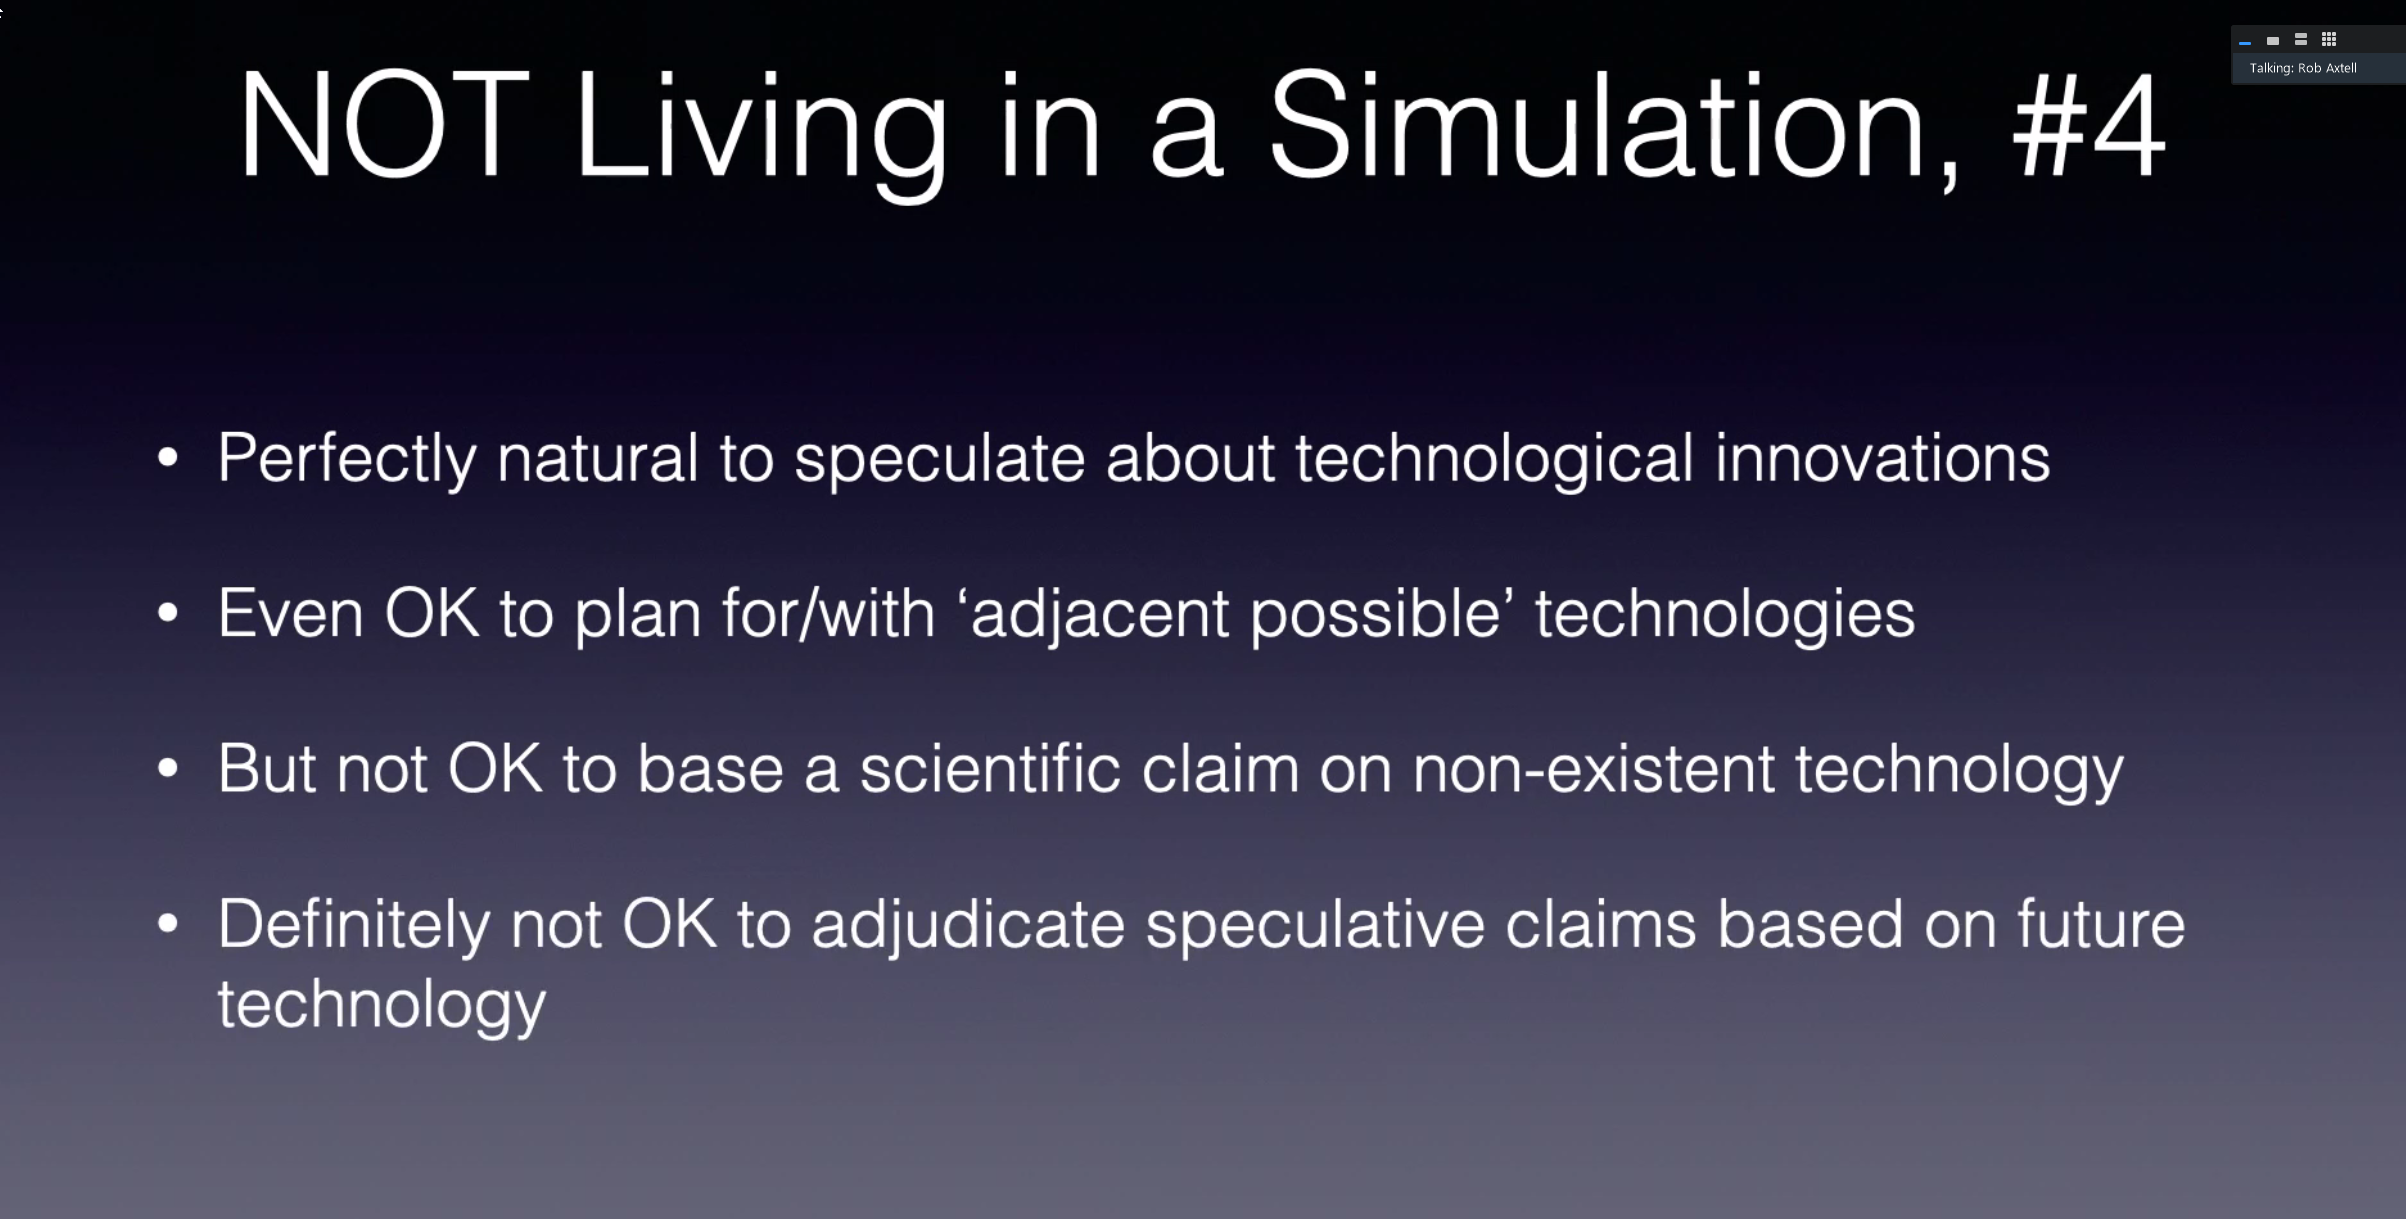 Talking: Rob Axtell
NOT Living in a Simulation, #4
• Perfectly natural to speculate about technological innovations
• Even OK to plan for/with ‘adjacent possible’ technologies
• But not OK to base a scientific claim on non-existent technology
• Definitely not OK to adjudicate speculative claims based on future
technology